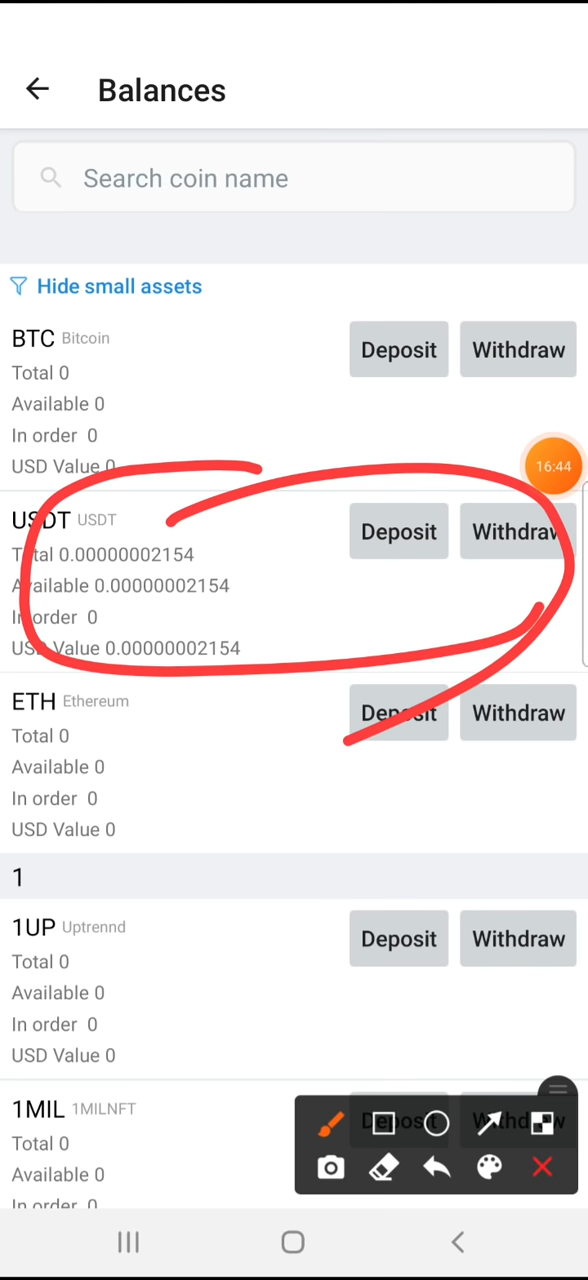 Balances
Search coin name
Hide small assets
BTC Bitcoin
Deposit
Withdraw
Total 0
Available 0
In order 0
USD Value 0
16:44
USDT USDT
Deposit
Withdraw
Total 0.00000002154
Available 0.00000002154
In order 0
USD Value 0.00000002154
ETH Ethereum
Deposit
Withdraw
Total 0
Available 0
In order 0
USD Value 0
1
1UP Uptrennd
Deposit
Withdraw
Total 0
Available 0
In order 0
USD Value 0
1MIL 1MILNFT
Deposit
Withdraw
Total 0
Available 0
In order 0